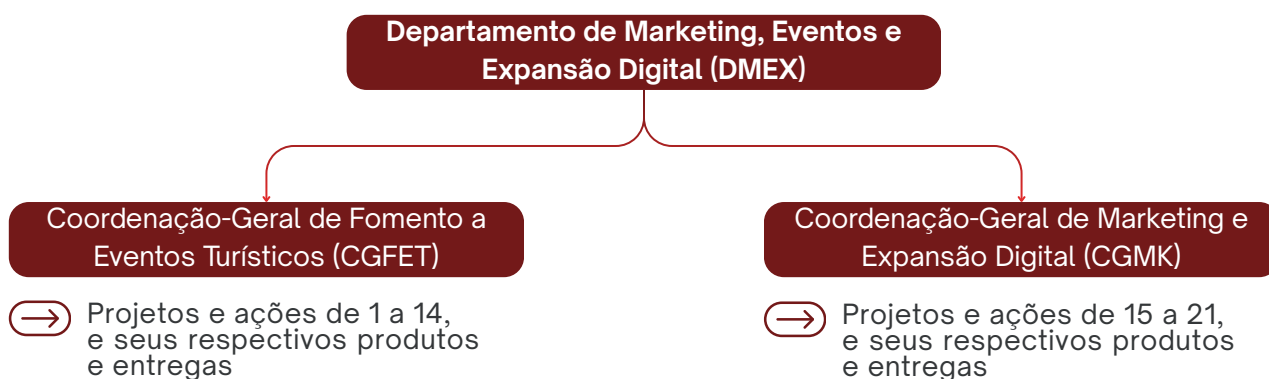 Departamento de Marketing, Eventos e
Expansão Digital (DMEX)
Coordenação-Geral de Fomento a
Eventos Turísticos (CGFET)
Projetos e ações de 1 a 14,
e seus respectivos produtos
e entregas
Coordenação-Geral de Marketing e
Expansão Digital (CGMK)
Projetos e ações de 15 a 21,
e seus respectivos produtos
e entregas